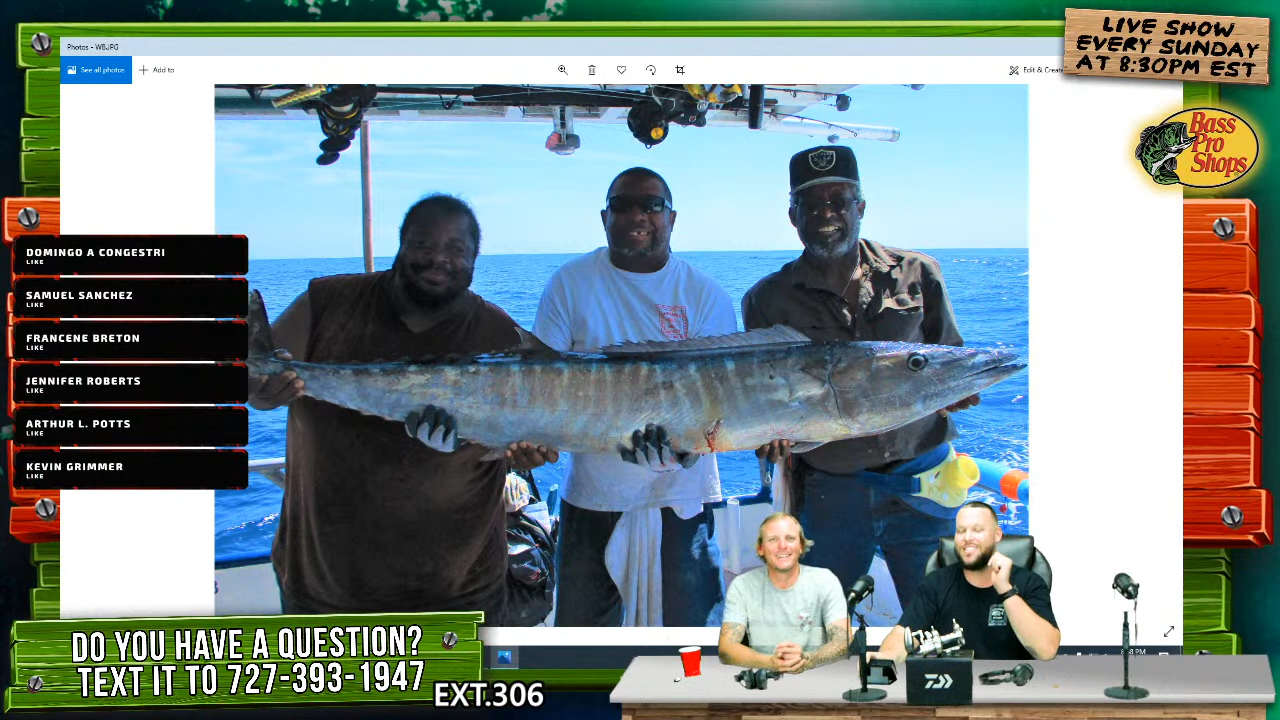 Photos - WB.JPG
See all photos
Add to
Edit & Create
LIVE SHOW
EVERY SUNDAY
AT 8:30PM EST
Bass
Pro
Shops
DOMINGO A CONGESTRI
LIKE
SAMUEL SANCHEZ
LIKE
FRANCENE BRETON
LIKE
JENNIFER ROBERTS
LIKE
ARTHUR L. POTTS
LIKE
KEVIN GRIMMER
LIKE
DO YOU HAVE A QUESTION?
TEXT IT TO 727-393-1947
EXT.306